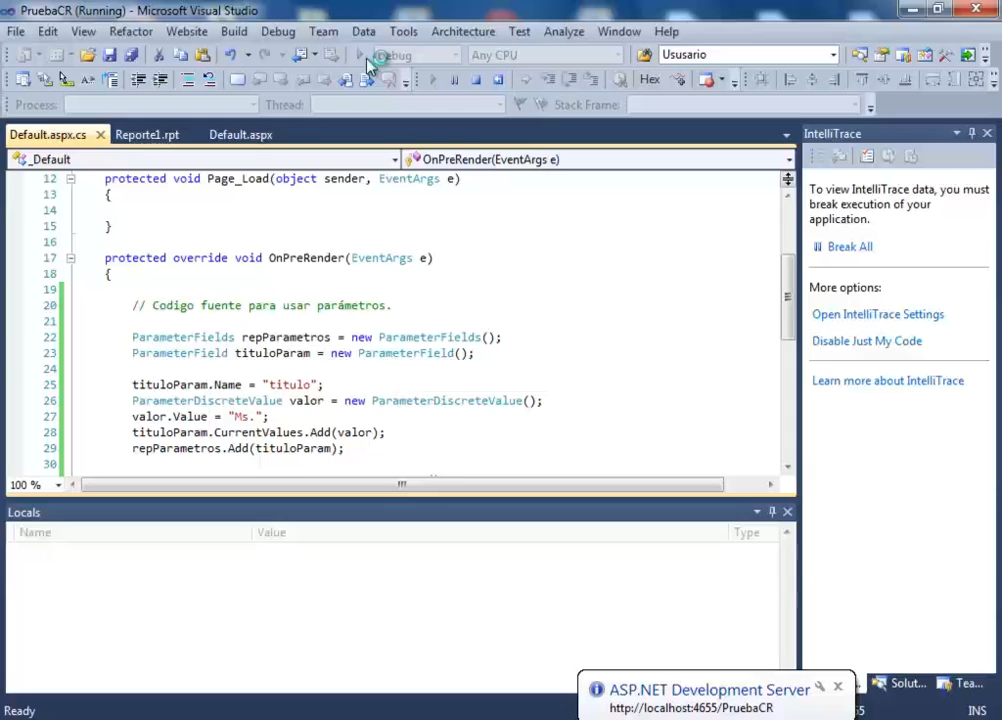 PruebaCR (Running) - Microsoft Visual Studio
File Edit View Refactor Website Build Debug Team Data Tools Architecture Test Analyze Window Help
Debug Any CPU Ususario
Hex
Process: Thread: Stack Frame:
Default.aspx.cs Reporte1.rpt Default.aspx
_Default OnPreRender(EventArgs e)
12 protected void Page_Load(object sender, EventArgs e)
13 {
14
15 }
16
17 protected override void OnPreRender(EventArgs e)
18 {
19
20 // Codigo fuente para usar parámetros.
21
22 ParameterFields repParametros = new ParameterFields();
23 ParameterField tituloParam = new ParameterField();
24
25 tituloParam.Name = "titulo";
26 ParameterDiscreteValue valor = new ParameterDiscreteValue();
27 valor.Value = "Ms.";
28 tituloParam.CurrentValues.Add(valor);
29 repParametros.Add(tituloParam);
30
100 %
Locals
Name Value Type
IntelliTrace
To view IntelliTrace data, you must
break execution of your
application.
Break All
More options:
Open IntelliTrace Settings
Disable Just My Code
Learn more about IntelliTrace
Solut... Tea...
ASP.NET Development Server
http://localhost:4655/PruebaCR
Ready INS